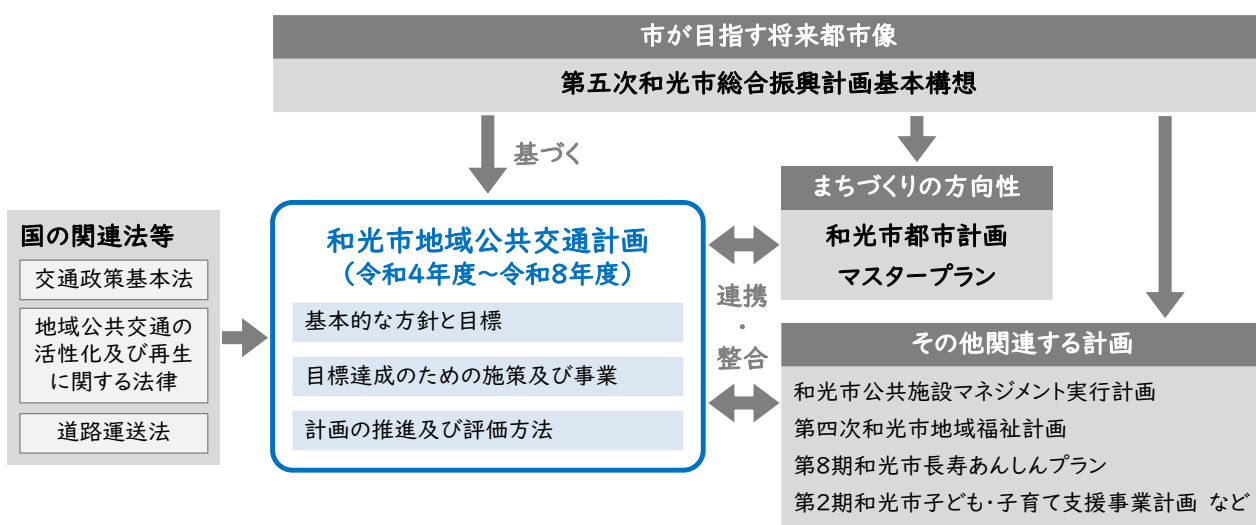 市が目指す将来都市像
第五次和光市総合振興計画基本構想
基づく
まちづくりの方向性
和光市都市計画
マスタープラン
国の関連法等
交通政策基本法
地域公共交通の
活性化及び再生
に関する法律
道路運送法
和光市地域公共交通計画
（令和4年度～令和8年度）
基本的な方針と目標
目標達成のための施策及び事業
計画の推進及び評価方法
連携
・
整合
その他関連する計画
和光市公共施設マネジメント実行計画
第四次和光市地域福祉計画
第8期和光市長寿あんしんプラン
第2期和光市子ども・子育て支援事業計画 など